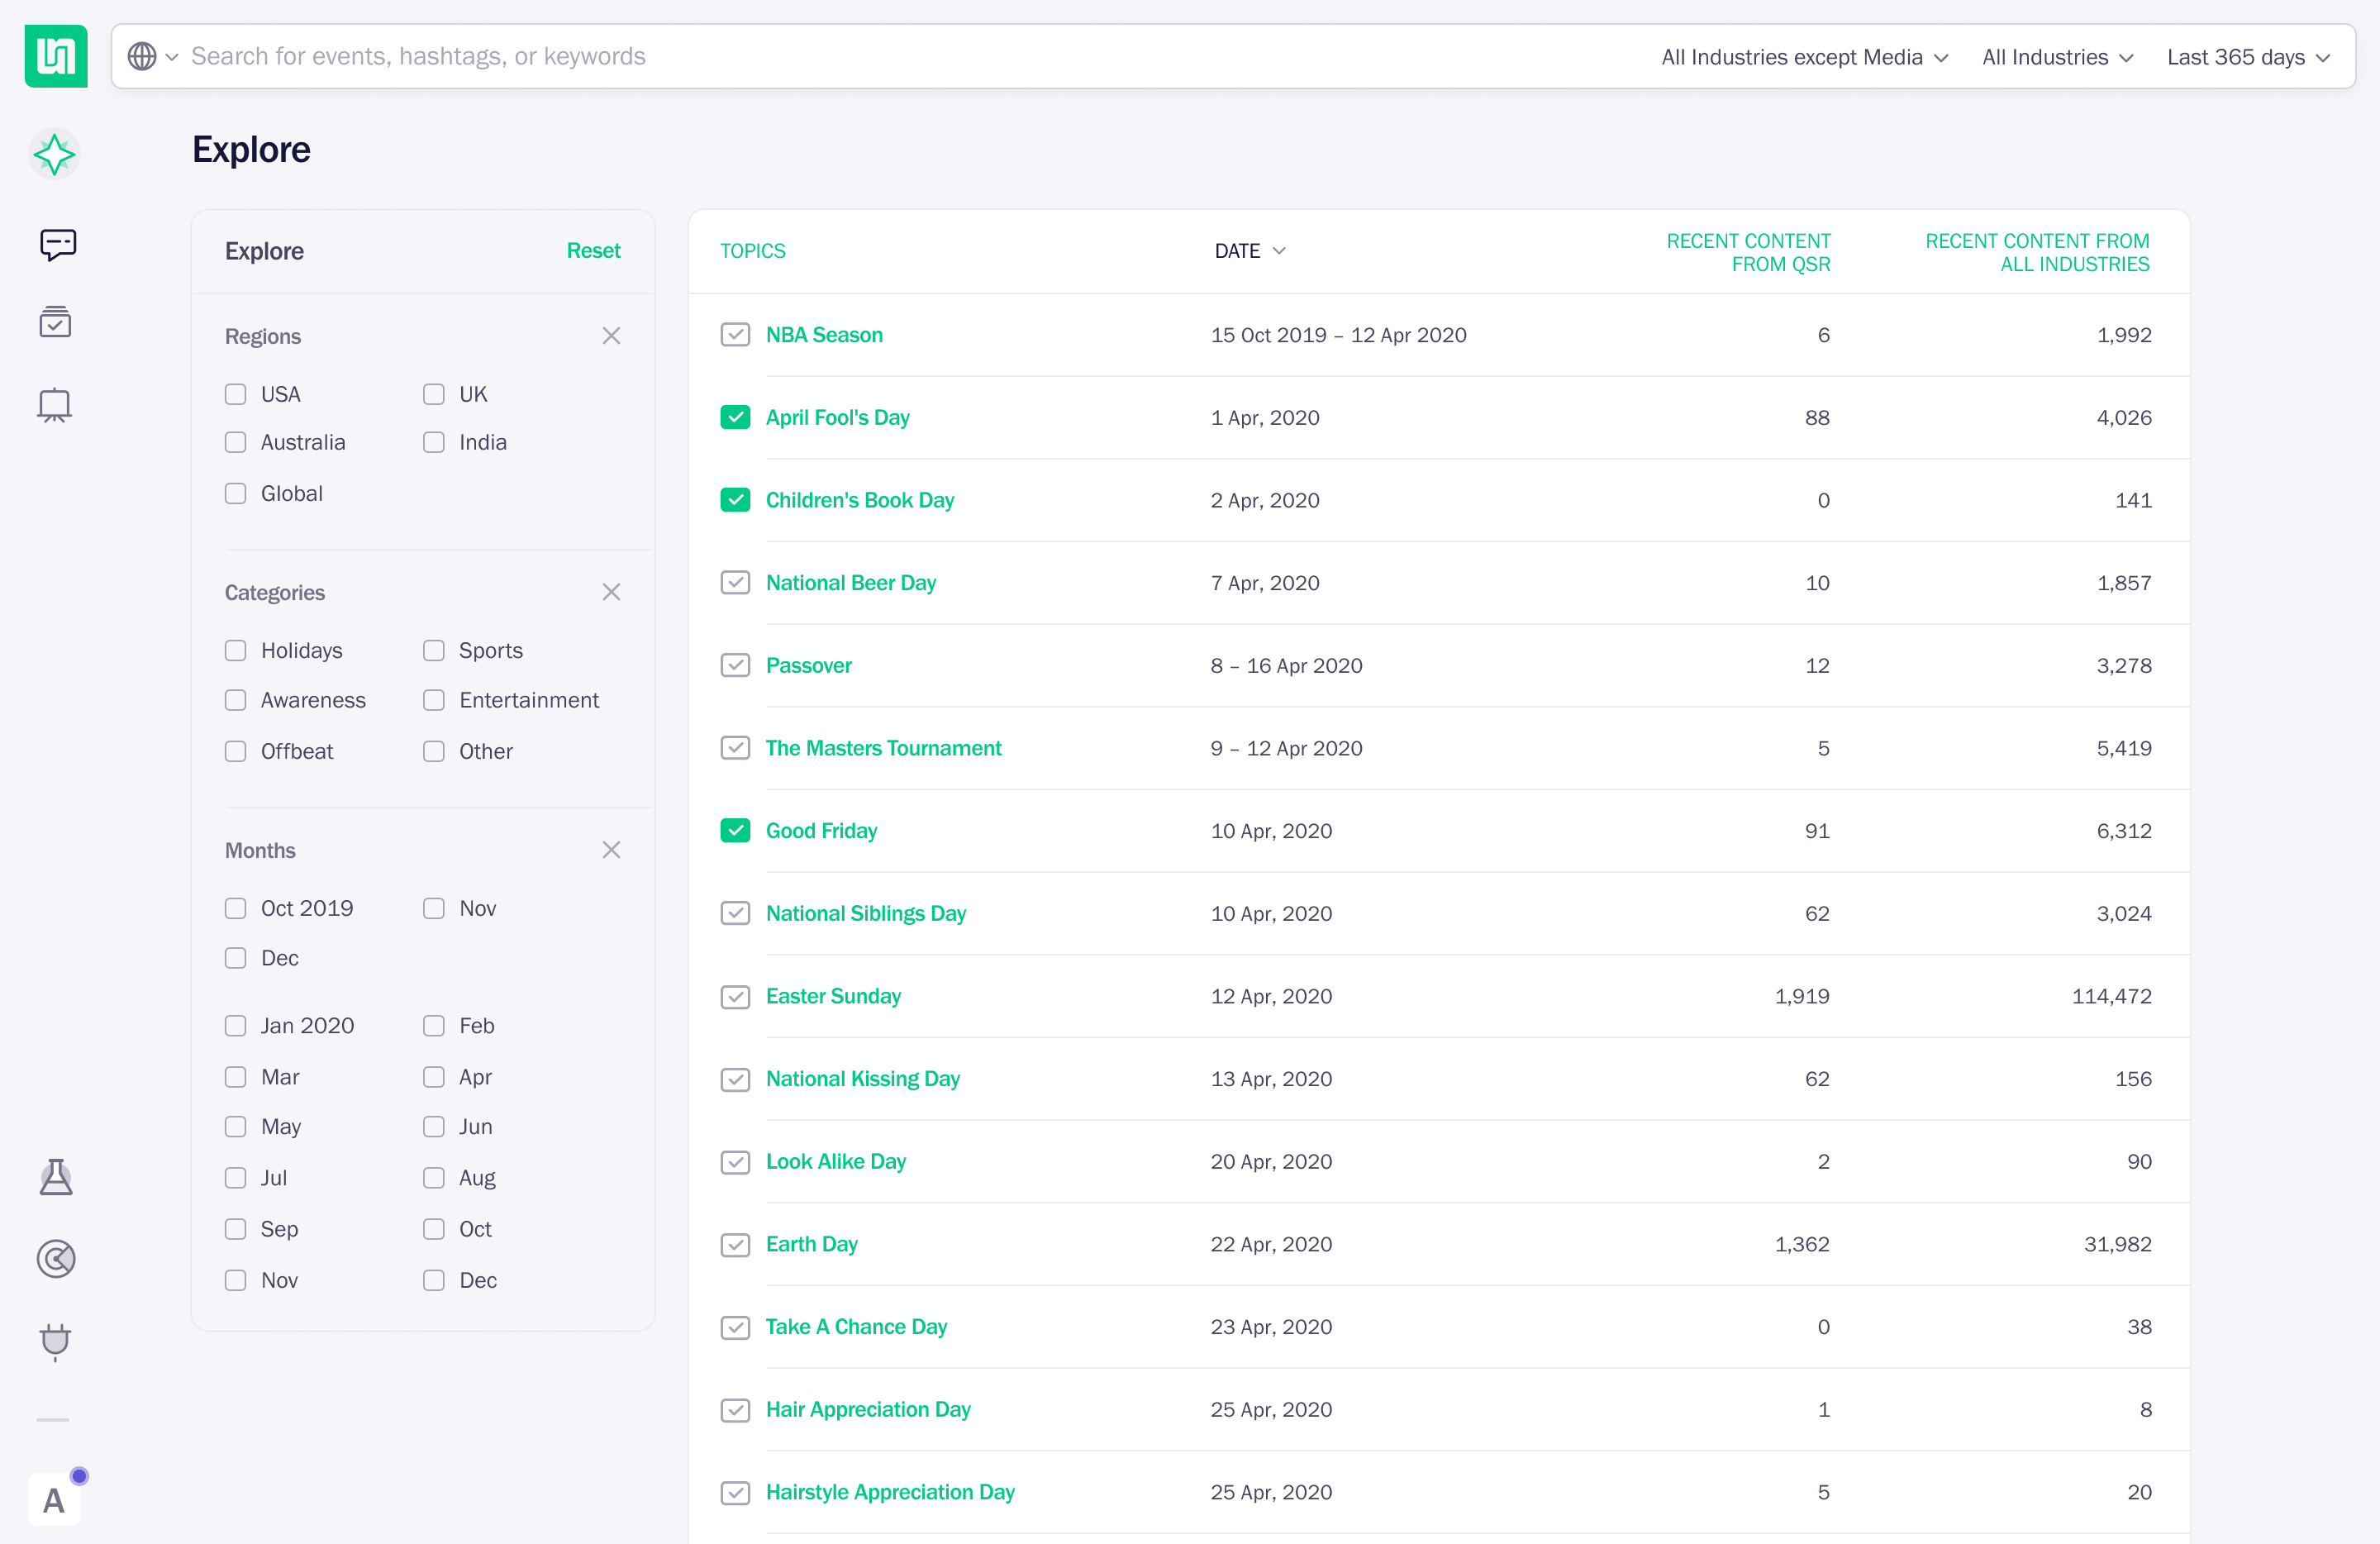 Search for events, hashtags, or keywords
All Industries except Media
All Industries
Last 365 days
Explore
Explore
Reset
Regions
USA
UK
Australia
India
Global
Categories
Holidays
Sports
Awareness
Entertainment
Offbeat
Other
Months
Oct 2019
Nov
Dec
Jan 2020
Feb
Mar
Apr
May
Jun
Jul
Aug
Sep
Oct
Nov
Dec
A
TOPICS
DATE
RECENT CONTENT
FROM QSR
RECENT CONTENT FROM
ALL INDUSTRIES
NBA Season 15 Oct 2019 – 12 Apr 2020 6 1,992
April Fool's Day 1 Apr, 2020 88 4,026
Children's Book Day 2 Apr, 2020 0 141
National Beer Day 7 Apr, 2020 10 1,857
Passover 8 – 16 Apr 2020 12 3,278
The Masters Tournament 9 – 12 Apr 2020 5 5,419
Good Friday 10 Apr, 2020 91 6,312
National Siblings Day 10 Apr, 2020 62 3,024
Easter Sunday 12 Apr, 2020 1,919 114,472
National Kissing Day 13 Apr, 2020 62 156
Look Alike Day 20 Apr, 2020 2 90
Earth Day 22 Apr, 2020 1,362 31,982
Take A Chance Day 23 Apr, 2020 0 38
Hair Appreciation Day 25 Apr, 2020 1 8
Hairstyle Appreciation Day 25 Apr, 2020 5 20